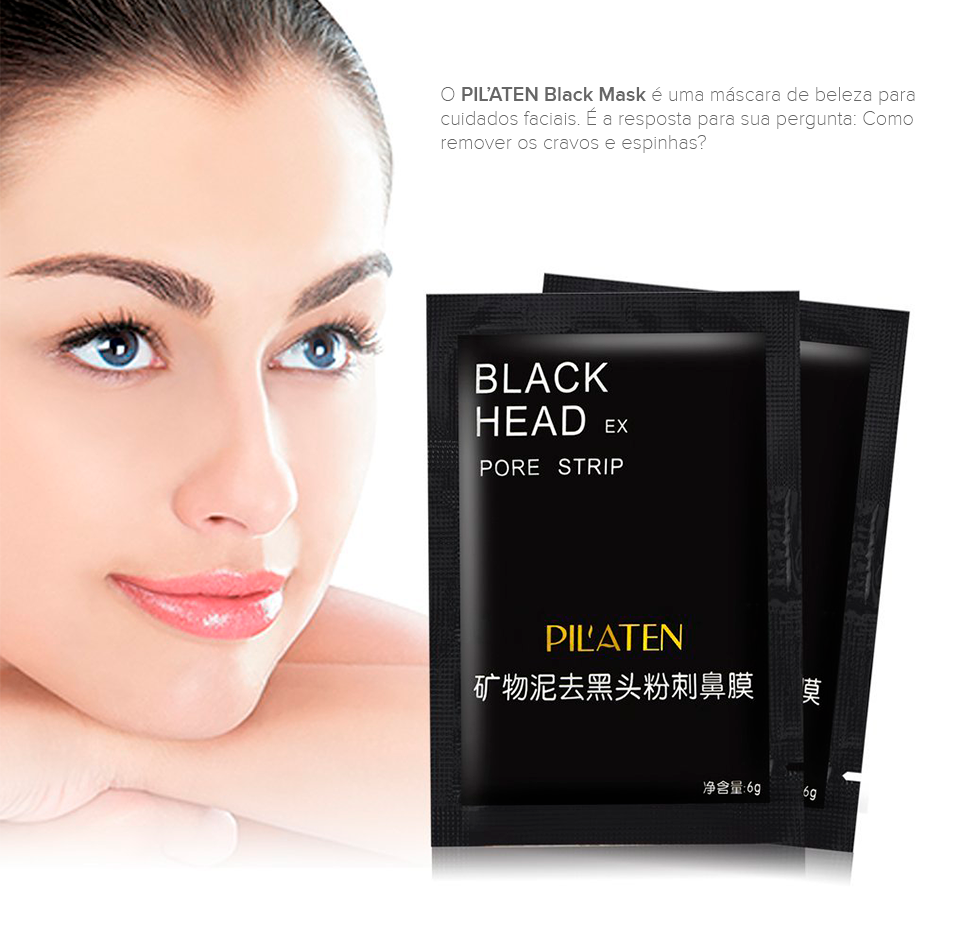 O PIL'ATEN Black Mask é uma máscara de beleza para
cuidados faciais. É a resposta para sua pergunta: Como
remover os cravos e espinhas?
BLACK
HEAD EX
PORE STRIP
PIL'ATEN
矿物泥去黑头粉刺鼻膜
净含量:6g
膜
6g